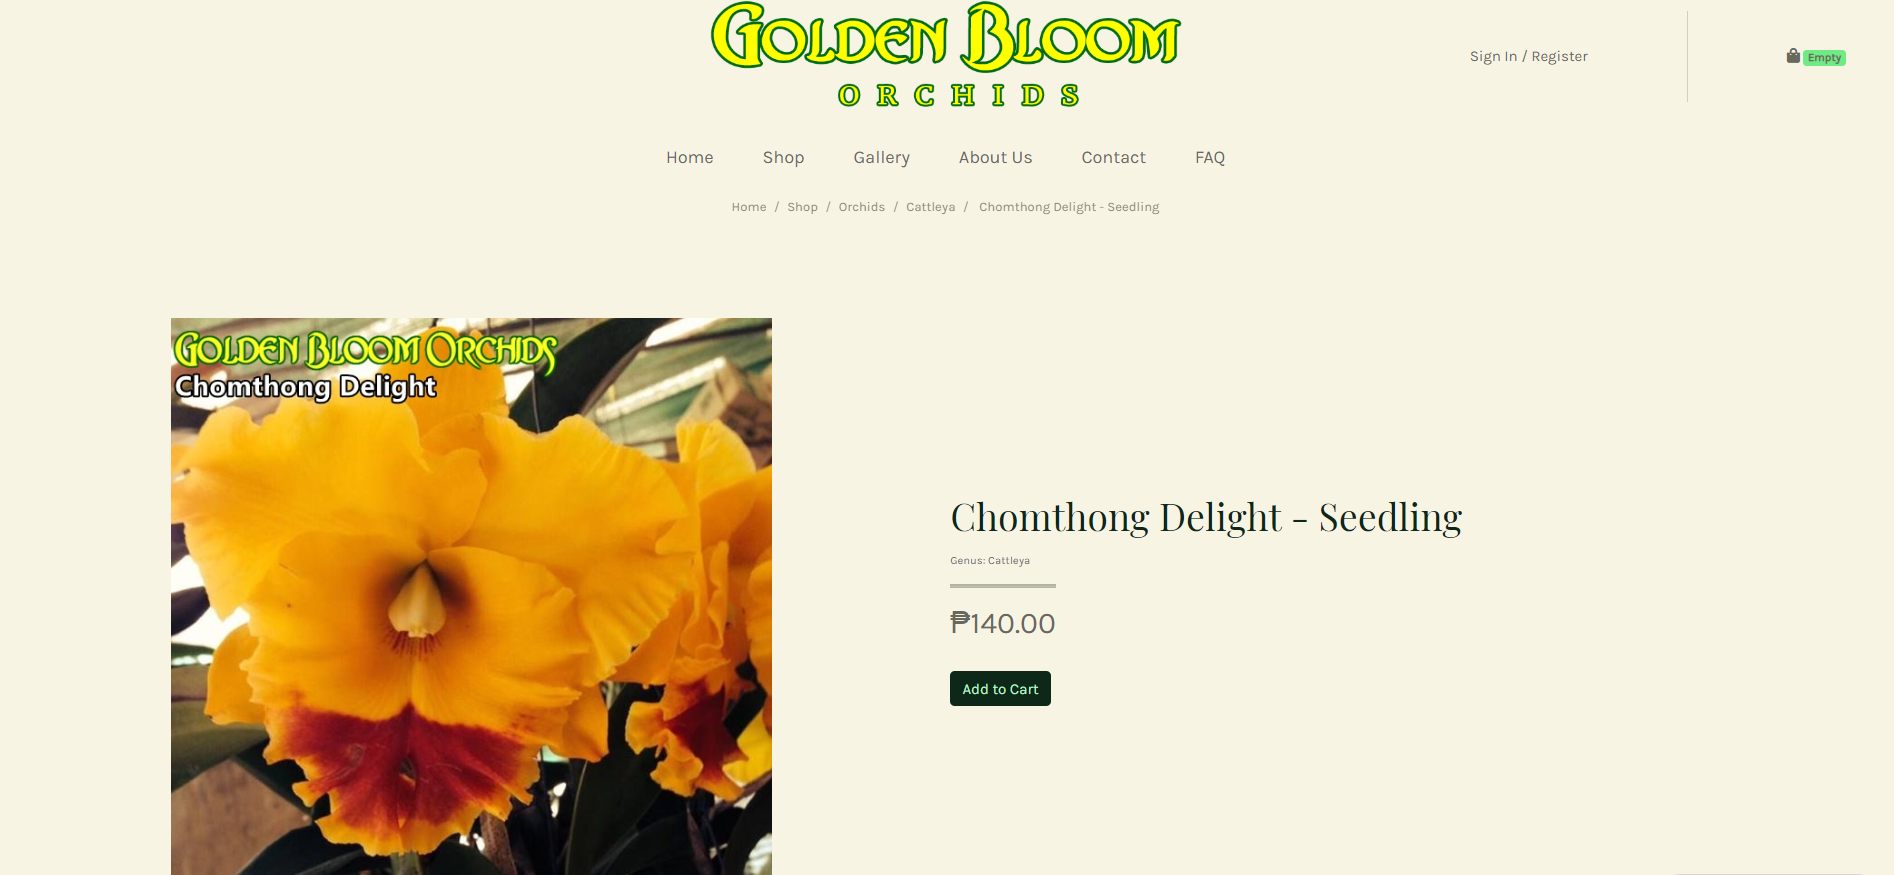 GOLDEN BLOOM
ORCHIDS
Sign In / Register
Empty
Home Shop Gallery About Us Contact FAQ
Home / Shop / Orchids / Cattleya / Chomthong Delight - Seedling
GOLDEN BLOOM ORCHIDS
Chomthong Delight
Chomthong Delight - Seedling
Genus: Cattleya
₱140.00
Add to Cart